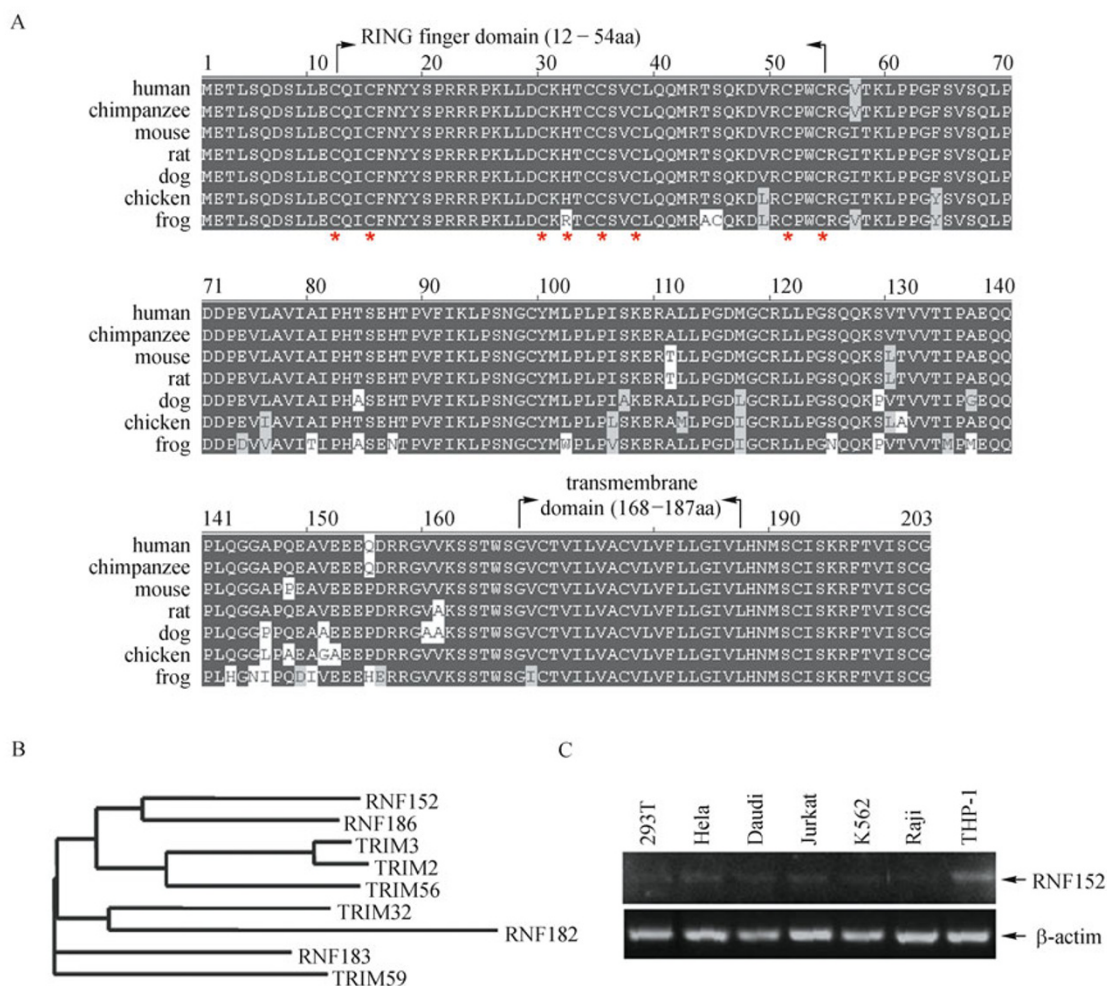 A
RING finger domain (12 – 54aa)
1 10 20 30 40 50 60 70
human METLSQDSLLECQICFNYYSPRRRPKLLDCKHTCCSVCLQQMRTSQKDVRCPWCRGVTKLPPGFSVSQLP
chimpanzee METLSQDSLLECQICFNYYSPRRRPKLLDCKHTCCSVCLQQMRTSQKDVRCPWCRGVTKLPPGFSVSQLP
mouse METLSQDSLLECQICFNYYSPRRRPKLLDCKHTCCSVCLQQMRTSQKDVRCPWCRGITKLPPGFSVSQLP
rat METLSQDSLLECQICFNYYSPRRRPKLLDCKHTCCSVCLQQMRTSQKDVRCPWCRGITKLPPGFSVSQLP
dog METLSQDSLLECQICFNYYSPRRRPKLLDCKHTCCSVCLQQMRTSQKDVRCPWCRGITKLPPGFSVSQLP
chicken METLSQDSLLECQICFNYYSPRRRPKLLDCKHTCCSVCLQQMRTSQKDLRCPWCRGITKLPPGYSVSQLP
frog METLSQDSLLECQICFNYYSPRRRPKLLDCKRTCCSVCLQQMRACQKDLRCPWCRGVTKLPPGYSVSQLP
* * * * * * * *
71 80 90 100 110 120 130 140
human DDPEVLAVIAIPHTSEHTPVFIKLPSNGCYMLPLPISKERALLPGDMGCRLLPGSQQKSVTVVTIPAEQQ
chimpanzee DDPEVLAVIAIPHTSEHTPVFIKLPSNGCYMLPLPISKERALLPGDMGCRLLPGSQQKSVTVVTIPAEQQ
mouse DDPEVLAVIAIPHTSEHTPVFIKLPSNGCYMLPLPISKERTLLPGDMGCRLLPGSQQKSLTVVTIPAEQQ
rat DDPEVLAVIAIPHTSEHTPVFIKLPSNGCYMLPLPISKERTLLPGDMGCRLLPGSQQKSLTVVTIPAEQQ
dog DDPEVLAVIAIPHASEHTPVFIKLPSNGCYMLPLPIAKERALLPGDLGCRLLPGSQQKPVTVVTIPGEQQ
chicken DDPEVIAVIAIPHTSEHTPVFIKLPSNGCYMLPLPLSKERAMLPGDIGCRLLPGSQQKSLAVVTIPAEQQ
frog DDPDVVAVITIPHASENTPVFIKLPSNGCYMWPLPVSKERALLPGDIGCRLLPGNQQKPVTVVTMPMEQQ
transmembrane
domain (168–187aa)
141 150 160 190 203
human PLQGGAPQEAVEEEQDRRGVVKSSTWSGVCTVILVACVLVFLLGIVLHNMSCISKRFTVISCG
chimpanzee PLQGGAPQEAVEEEQDRRGVVKSSTWSGVCTVILVACVLVFLLGIVLHNMSCISKRFTVISCG
mouse PLQGGAPPEAVEEEPDRRGVVKSSTWSGVCTVILVACVLVFLLGIVLHNMSCISKRFTVISCG
rat PLQGGAPQEAVEEEPDRRGVAKSSTWSGVCTVILVACVLVFLLGIVLHNMSCISKRFTVISCG
dog PLQGGPPQEAAEEEPDRRGAAKSSTWSGVCTVILVACVLVFLLGIVLHNMSCISKRFTVISCG
chicken PLQGGLPAEAGAEEPDRRGVVKSSTWSGVCTVILVACVLVFLLGIVLHNMSCISKRFTVISCG
frog PLHGNIPQDIVEEEHERRGVVKSSTWSGICTVILVACVLVFLLGIVLHNMSCISKRFTVISCG
B
RNF152
RNF186
TRIM3
TRIM2
TRIM56
TRIM32
RNF182
RNF183
TRIM59
C
293T Hela Daudi Jurkat K562 Raji THP-1
RNF152
β-actim